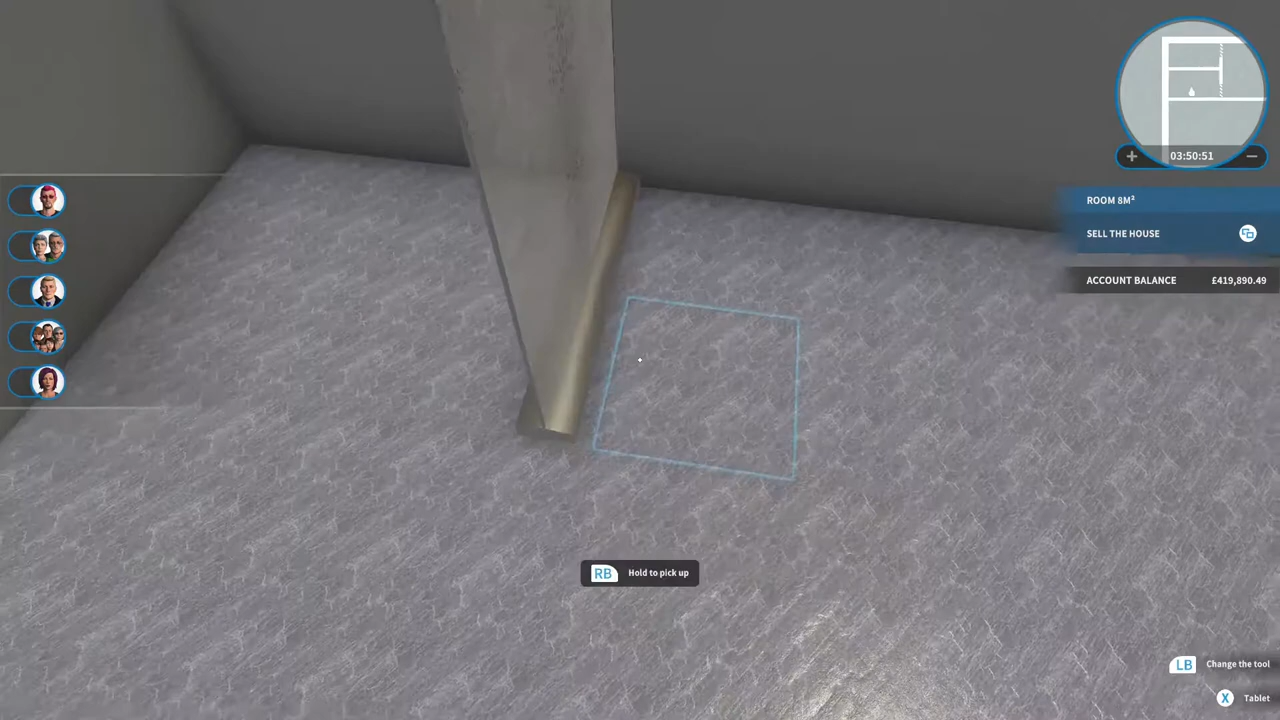 + 03:50:51 −
ROOM 8M²
SELL THE HOUSE
ACCOUNT BALANCE £419,890.49
RB Hold to pick up
LB Change the tool
X Tablet